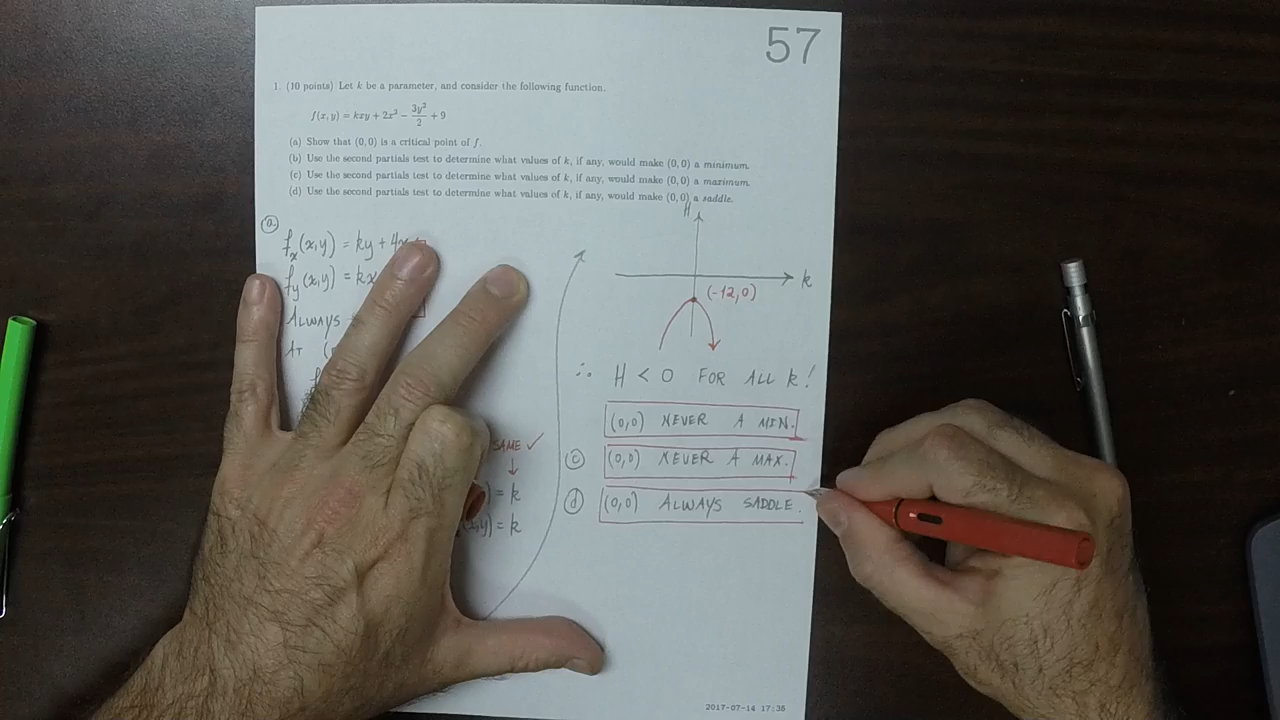 57
1. (10 points) Let k be a parameter, and consider the following function.
f(x, y) = kxy + 2x² − 3y²/2 + 9
(a) Show that (0,0) is a critical point of f.
(b) Use the second partials test to determine what values of k, if any, would make (0,0) a minimum.
(c) Use the second partials test to determine what values of k, if any, would make (0,0) a maximum.
(d) Use the second partials test to determine what values of k, if any, would make (0,0) a saddle.
(a)
fx(x,y) = ky + 4x
fy(x,y) = kx
ALWAYS
AT
SAME ✓
↓
= k
(x,y) = k
H
k
(-12,0)
∴ H < 0 FOR ALL k!
(0,0) NEVER A MIN.
(c) (0,0) NEVER A MAX.
(d) (0,0) ALWAYS SADDLE.
2017-07-14 17:35